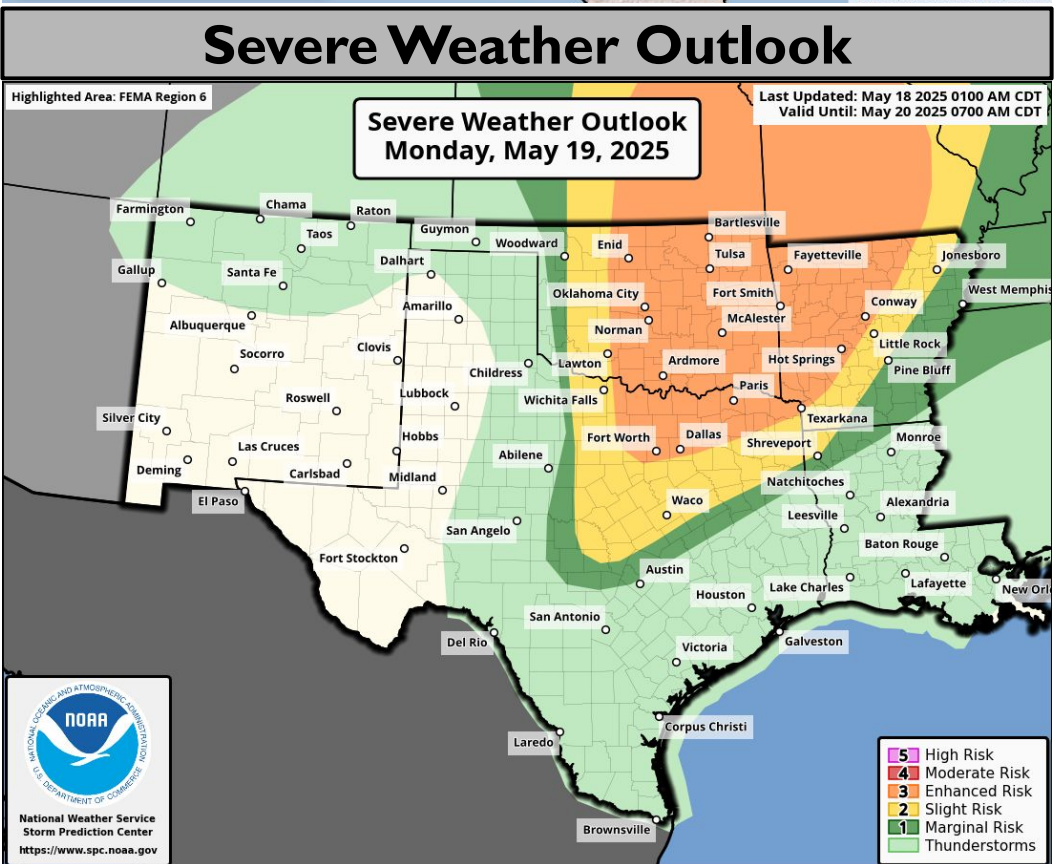 Severe Weather Outlook
Highlighted Area: FEMA Region 6
Severe Weather Outlook
Monday, May 19, 2025
Last Updated: May 18 2025 0100 AM CDT
Valid Until: May 20 2025 0700 AM CDT
Farmington
Chama
Raton
Taos
Guymon
Woodward
Enid
Bartlesville
Tulsa
Fayetteville
Jonesboro
Gallup
Santa Fe
Dalhart
Oklahoma City
Fort Smith
Conway
West Memphis
Albuquerque
Amarillo
Norman
McAlester
Little Rock
Socorro
Clovis
Childress
Lawton
Ardmore
Hot Springs
Pine Bluff
Roswell
Lubbock
Wichita Falls
Paris
Texarkana
Silver City
Las Cruces
Hobbs
Fort Worth
Dallas
Shreveport
Monroe
Deming
Carlsbad
Midland
Abilene
Natchitoches
El Paso
Waco
Leesville
Alexandria
San Angelo
Baton Rouge
Fort Stockton
Austin
Houston
Lake Charles
Lafayette
New Orl
San Antonio
Del Rio
Victoria
Galveston
Laredo
Corpus Christi
Brownsville
NATIONAL OCEANIC AND ATMOSPHERIC ADMINISTRATION
NOAA
U.S. DEPARTMENT OF COMMERCE
National Weather Service
Storm Prediction Center
https://www.spc.noaa.gov
5 High Risk
4 Moderate Risk
3 Enhanced Risk
2 Slight Risk
1 Marginal Risk
Thunderstorms